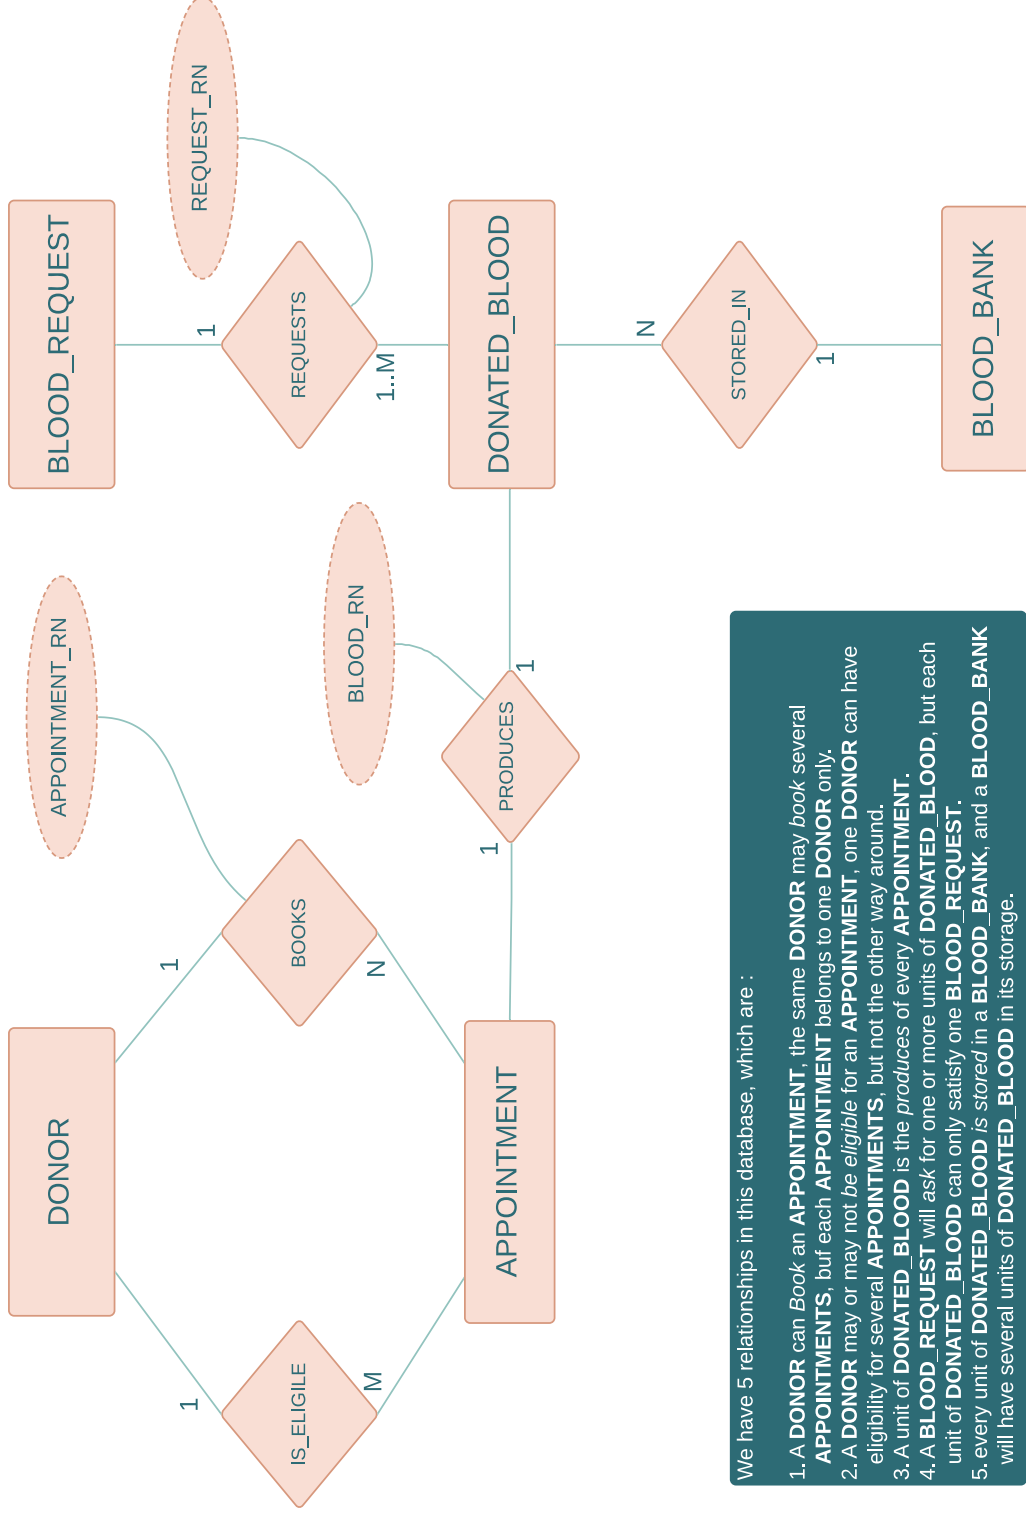 DONOR
APPOINTMENT_RN
BLOOD_REQUEST
1
1
REQUEST_RN
1
IS_ELIGILE
BOOKS
REQUESTS
BLOOD_RN
M
N
1..M
APPOINTMENT
1
PRODUCES
1
DONATED_BLOOD
N
STORED_IN
1
BLOOD_BANK
We have 5 relationships in this database, which are :
1. A DONOR can Book an APPOINTMENT, the same DONOR may book several
APPOINTMENTS, buf each APPOINTMENT belongs to one DONOR only.
2. A DONOR may or may not be eligible for an APPOINTMENT, one DONOR can have
eligibility for several APPOINTMENTS, but not the other way around.
3. A unit of DONATED_BLOOD is the produces of every APPOINTMENT.
4. A BLOOD_REQUEST will ask for one or more units of DONATED_BLOOD, but each
unit of DONATED_BLOOD can only satisfy one BLOOD_REQUEST.
5. every unit of DONATED_BLOOD is stored in a BLOOD_BANK, and a BLOOD_BANK
will have several units of DONATED_BLOOD in its storage.